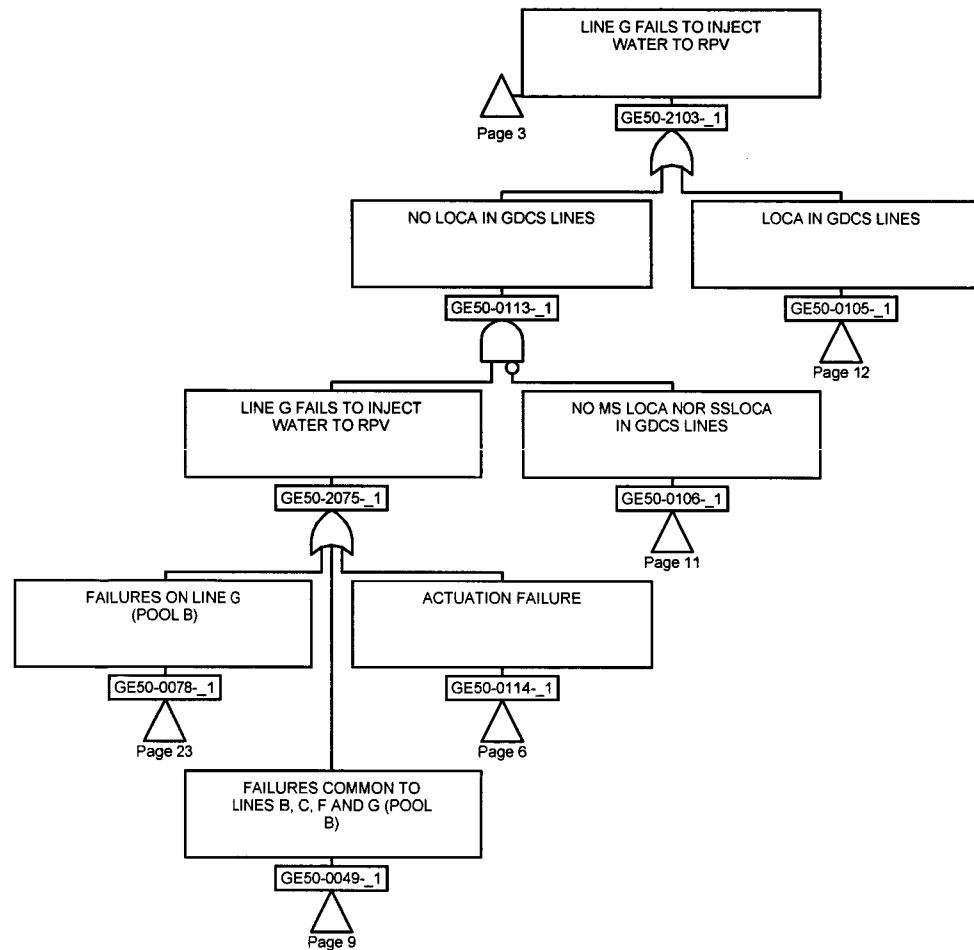 LINE G FAILS TO INJECT
WATER TO RPV
Page 3
GE50-2103-_1
NO LOCA IN GDCS LINES
LOCA IN GDCS LINES
GE50-0113-_1
GE50-0105-_1
Page 12
LINE G FAILS TO INJECT
WATER TO RPV
NO MS LOCA NOR SSLOCA
IN GDCS LINES
GE50-2075-_1
GE50-0106-_1
Page 11
FAILURES ON LINE G
(POOL B)
ACTUATION FAILURE
GE50-0078-_1
GE50-0114-_1
Page 23
Page 6
FAILURES COMMON TO
LINES B, C, F AND G (POOL
B)
GE50-0049-_1
Page 9